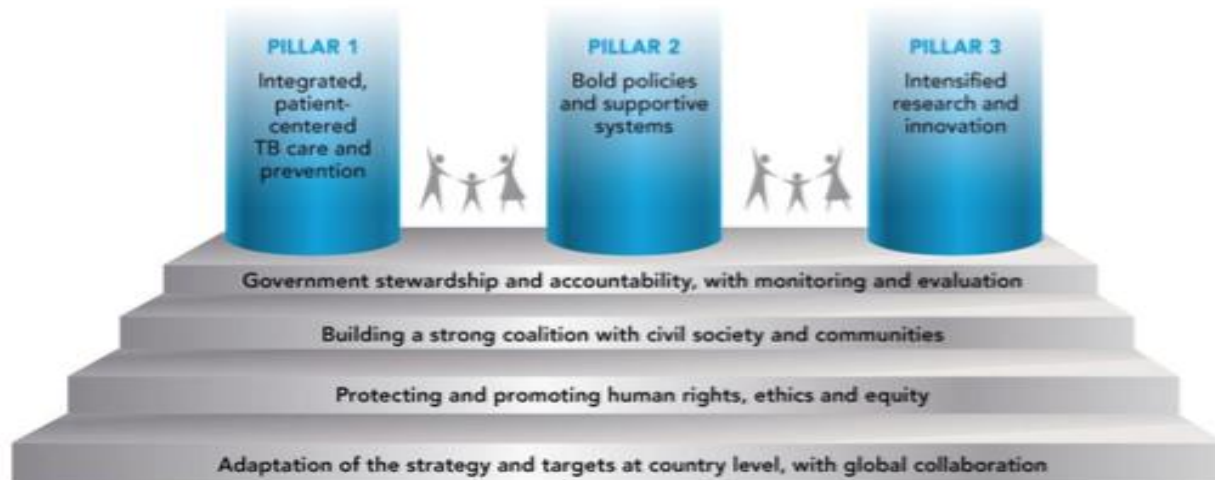 PILLAR 1
Integrated,
patient-
centered
TB care and
prevention
PILLAR 2
Bold policies
and supportive
systems
PILLAR 3
Intensified
research and
innovation
Government stewardship and accountability, with monitoring and evaluation
Building a strong coalition with civil society and communities
Protecting and promoting human rights, ethics and equity
Adaptation of the strategy and targets at country level, with global collaboration